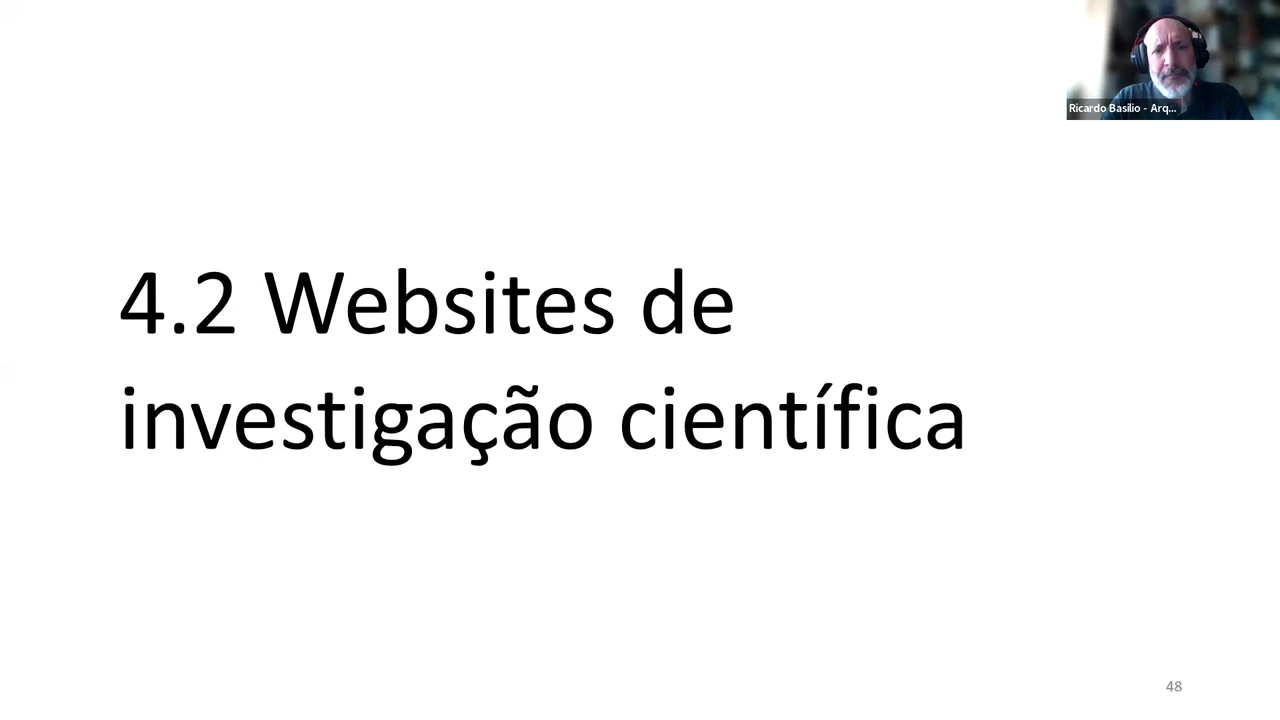 Ricardo Basílio - Arq...
4.2 Websites de
investigação científica
48